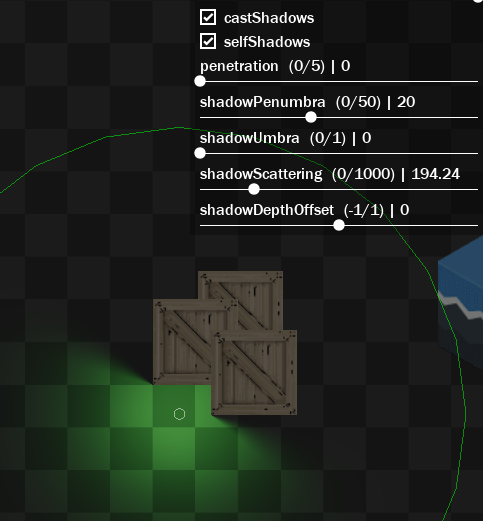 castShadows
selfShadows
penetration (0/5) | 0
shadowPenumbra (0/50) | 20
shadowUmbra (0/1) | 0
shadowScattering (0/1000) | 194.24
shadowDepthOffset (-1/1) | 0